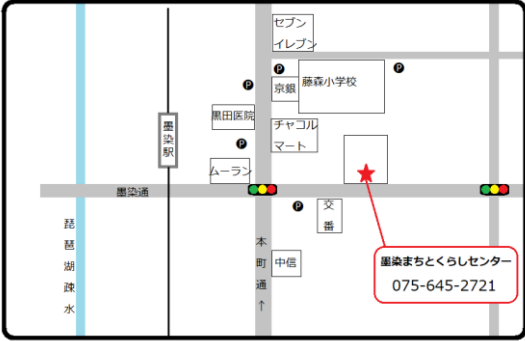 セブン
イレブン
P
P
京銀
藤森小学校
P
黒田医院
チャコル
マート
P
墨染駅
ムーラン
墨染通
P
交番
琵琶湖疎水
本町通↑
中信
墨染まちとくらしセンター
075-645-2721